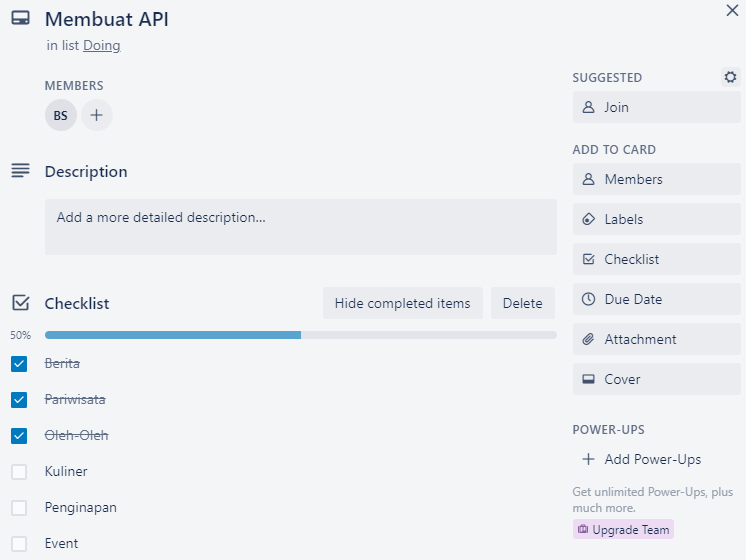 Membuat API
in list Doing
MEMBERS
BS
Description
Add a more detailed description...
Checklist
Hide completed items
Delete
50%
Berita
Pariwisata
Oleh-Oleh
Kuliner
Penginapan
Event
SUGGESTED
Join
ADD TO CARD
Members
Labels
Checklist
Due Date
Attachment
Cover
POWER-UPS
Add Power-Ups
Get unlimited Power-Ups, plus
much more.
Upgrade Team